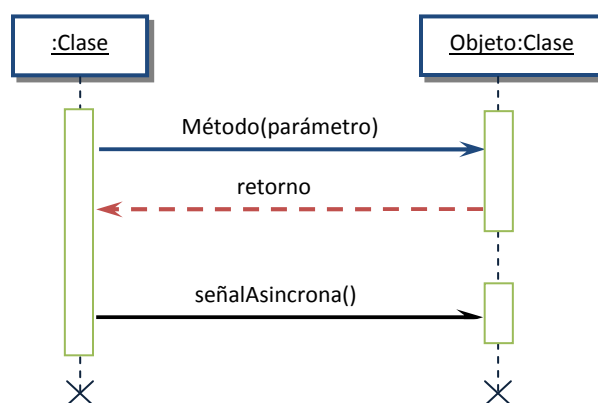 :Clase
Objeto:Clase
Método(parámetro)
retorno
señalAsincrona()